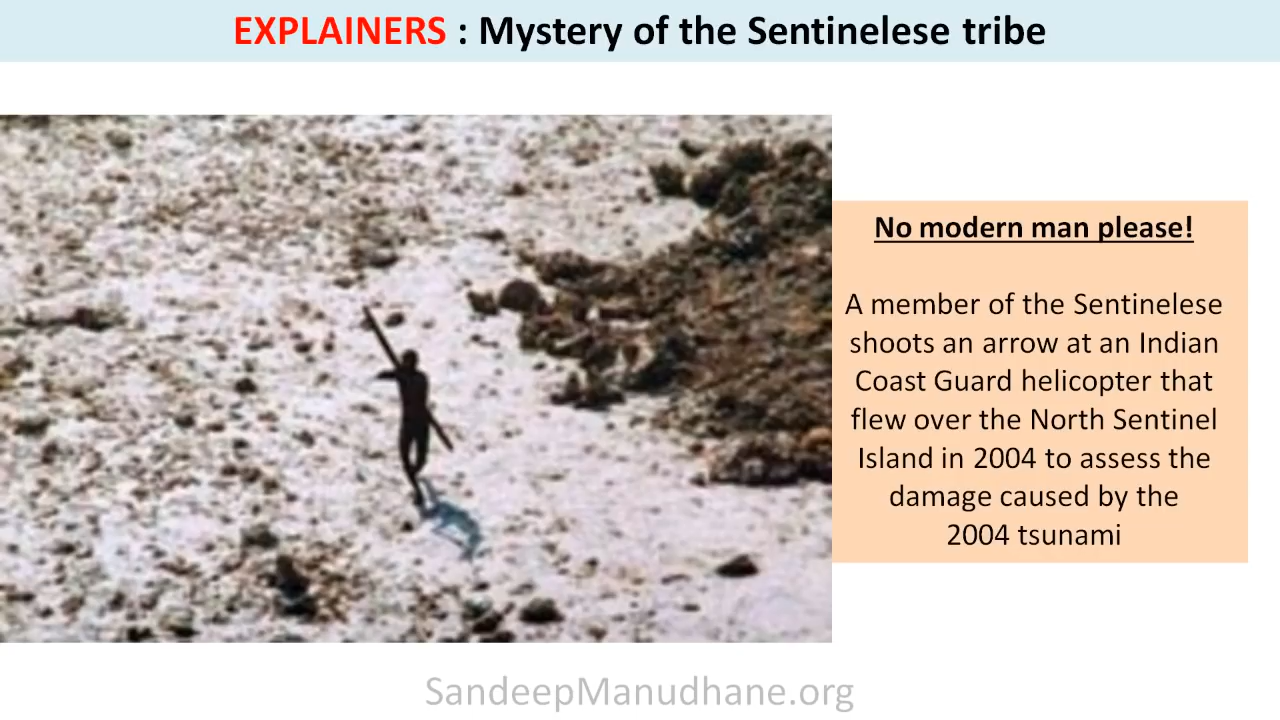 EXPLAINERS : Mystery of the Sentinelese tribe
No modern man please!
A member of the Sentinelese
shoots an arrow at an Indian
Coast Guard helicopter that
flew over the North Sentinel
Island in 2004 to assess the
damage caused by the
2004 tsunami
SandeepManudhane.org